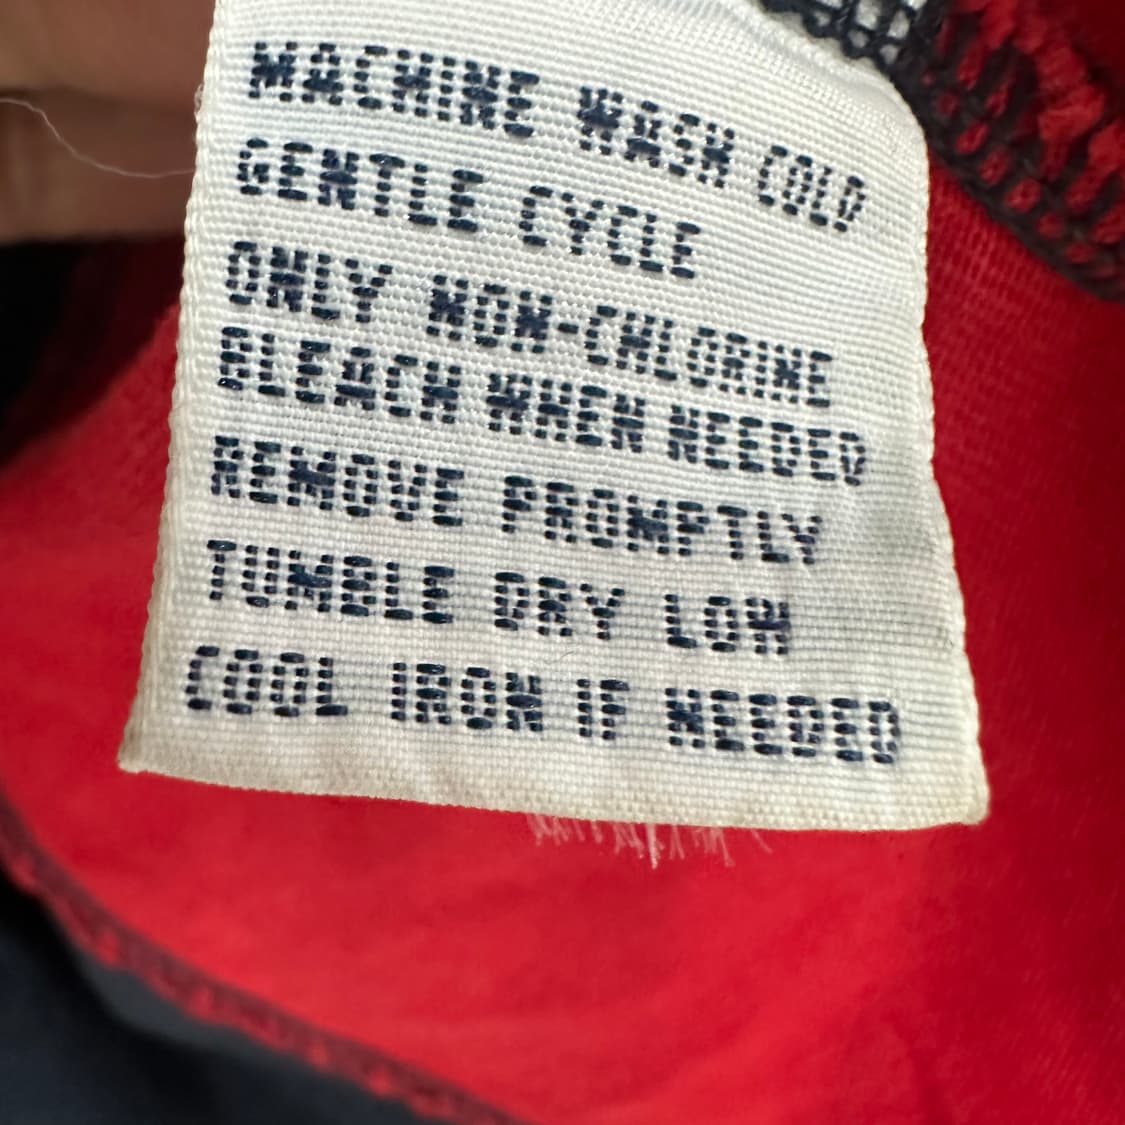 MACHINE WASH COLD
GENTLE CYCLE
ONLY NON-CHLORINE
BLEACH WHEN NEEDED
REMOVE PROMPTLY
TUMBLE DRY LOW
COOL IRON IF NEEDED